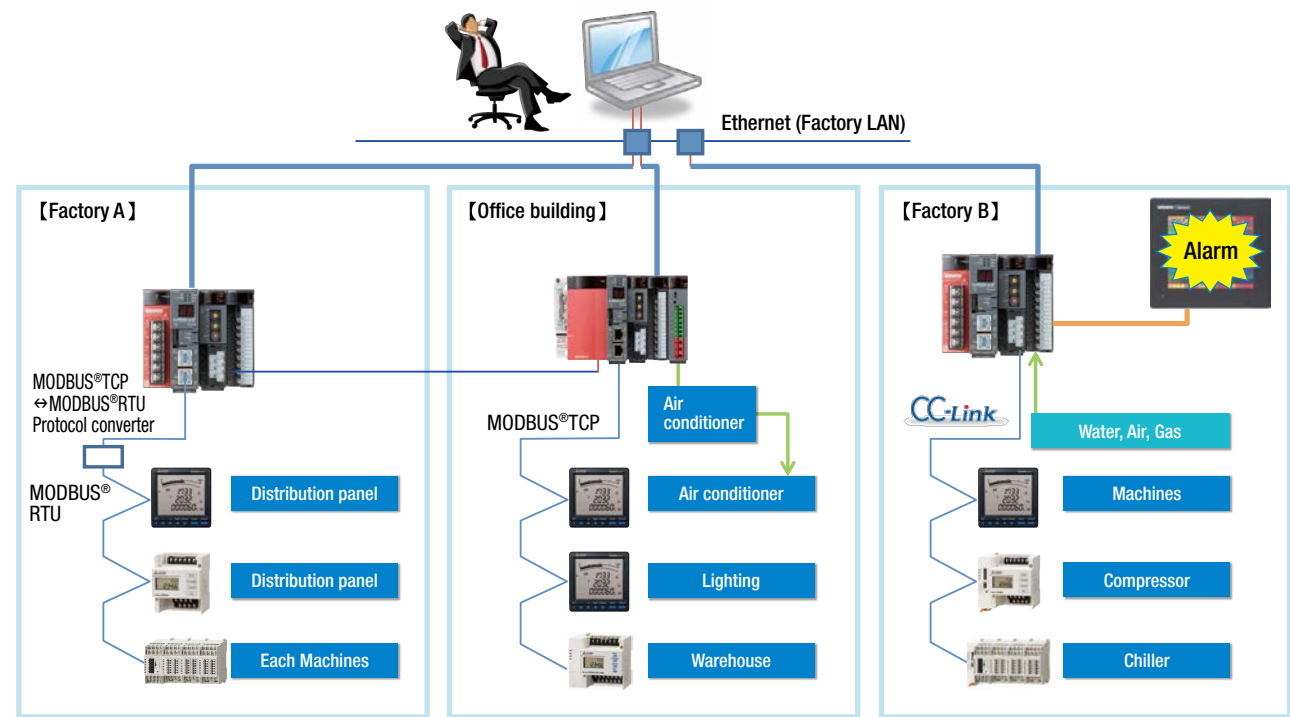 Ethernet (Factory LAN)
【Factory A】
MODBUS®TCP
↔MODBUS®RTU
Protocol converter
MODBUS®
RTU
Distribution panel
Distribution panel
Each Machines
【Office building】
MODBUS®TCP
Air
conditioner
Air conditioner
Lighting
Warehouse
【Factory B】
Alarm
CC-Link
Water, Air, Gas
Machines
Compressor
Chiller